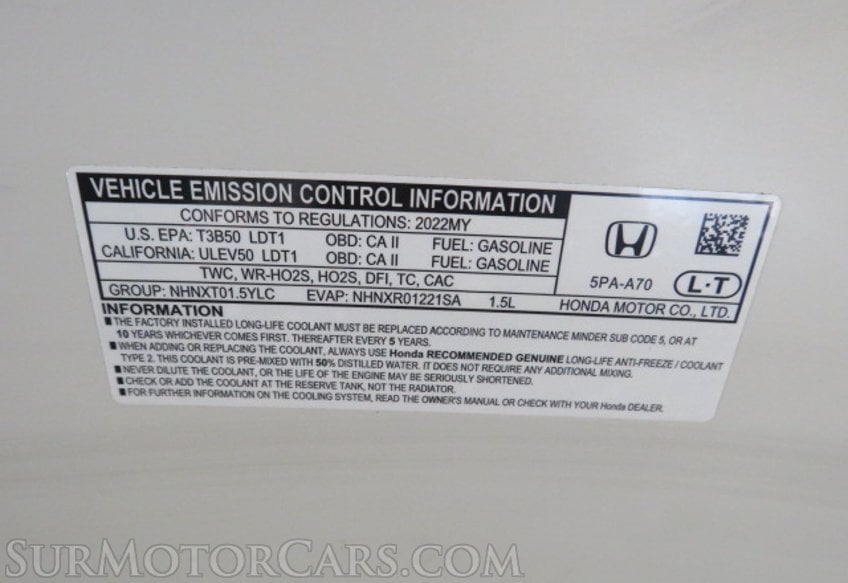 VEHICLE EMISSION CONTROL INFORMATION
CONFORMS TO REGULATIONS: 2022MY
U.S. EPA: T3B50 LDT1 OBD: CA II FUEL: GASOLINE
CALIFORNIA: ULEV50 LDT1 OBD: CA II FUEL: GASOLINE
TWC, WR-HO2S, HO2S, DFI, TC, CAC
GROUP: NHNXT01.5YLC EVAP: NHNXR01221SA 1.5L
5PA-A70 L·T
HONDA MOTOR CO., LTD.
INFORMATION
■ THE FACTORY INSTALLED LONG-LIFE COOLANT MUST BE REPLACED ACCORDING TO MAINTENANCE MINDER SUB CODE 5, OR AT
10 YEARS WHICHEVER COMES FIRST. THEREAFTER EVERY 5 YEARS.
■ WHEN ADDING OR REPLACING THE COOLANT, ALWAYS USE Honda RECOMMENDED GENUINE LONG-LIFE ANTI-FREEZE / COOLANT
TYPE 2. THIS COOLANT IS PRE-MIXED WITH 50% DISTILLED WATER. IT DOES NOT REQUIRE ANY ADDITIONAL MIXING.
■ NEVER DILUTE THE COOLANT, OR THE LIFE OF THE ENGINE MAY BE SERIOUSLY SHORTENED.
■ CHECK OR ADD THE COOLANT AT THE RESERVE TANK, NOT THE RADIATOR.
■ FOR FURTHER INFORMATION ON THE COOLING SYSTEM, READ THE OWNER'S MANUAL OR CHECK WITH YOUR Honda DEALER.
SURMOTORCARS.COM